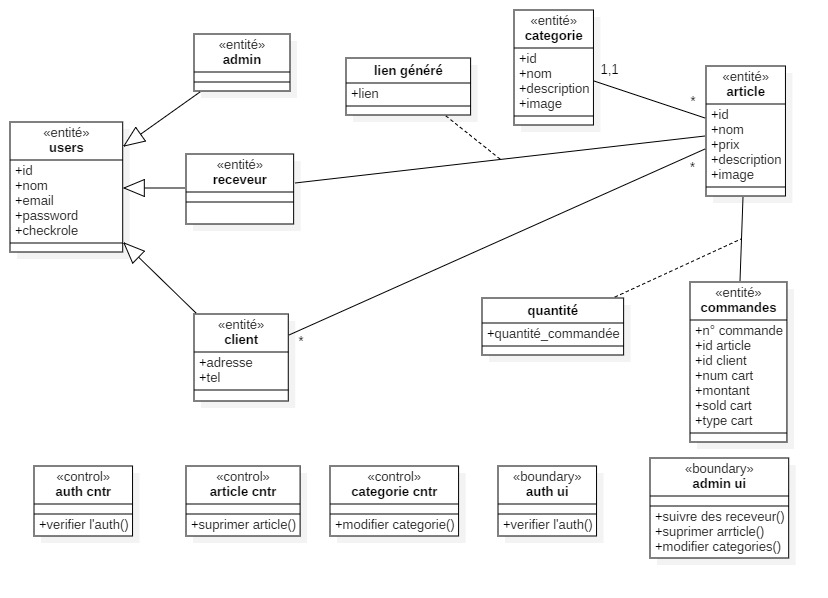 «entité»
admin
«entité»
users
+id
+nom
+email
+password
+checkrole
lien généré
+lien
«entité»
categorie
+id
+nom
+description
+image
1,1
*
«entité»
article
+id
+nom
+prix
+description
+image
*
«entité»
receveur
«entité»
client
+adresse
+tel
*
quantité
+quantité_commandée
«entité»
commandes
+n° commande
+id article
+id client
+num cart
+montant
+sold cart
+type cart
«control»
auth cntr
+verifier l'auth()
«control»
article cntr
+suprimer article()
«control»
categorie cntr
+modifier categorie()
«boundary»
auth ui
+verifier l'auth()
«boundary»
admin ui
+suivre des receveur()
+suprimer arrticle()
+modifier categories()